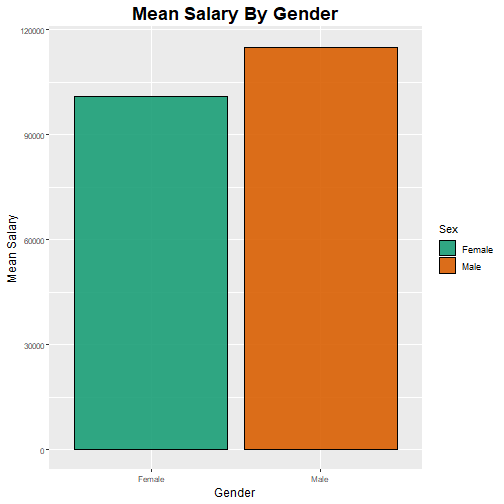 Mean Salary By Gender
120000
90000
60000
30000
0
Mean Salary
Female
Male
Gender
Sex
Female
Male